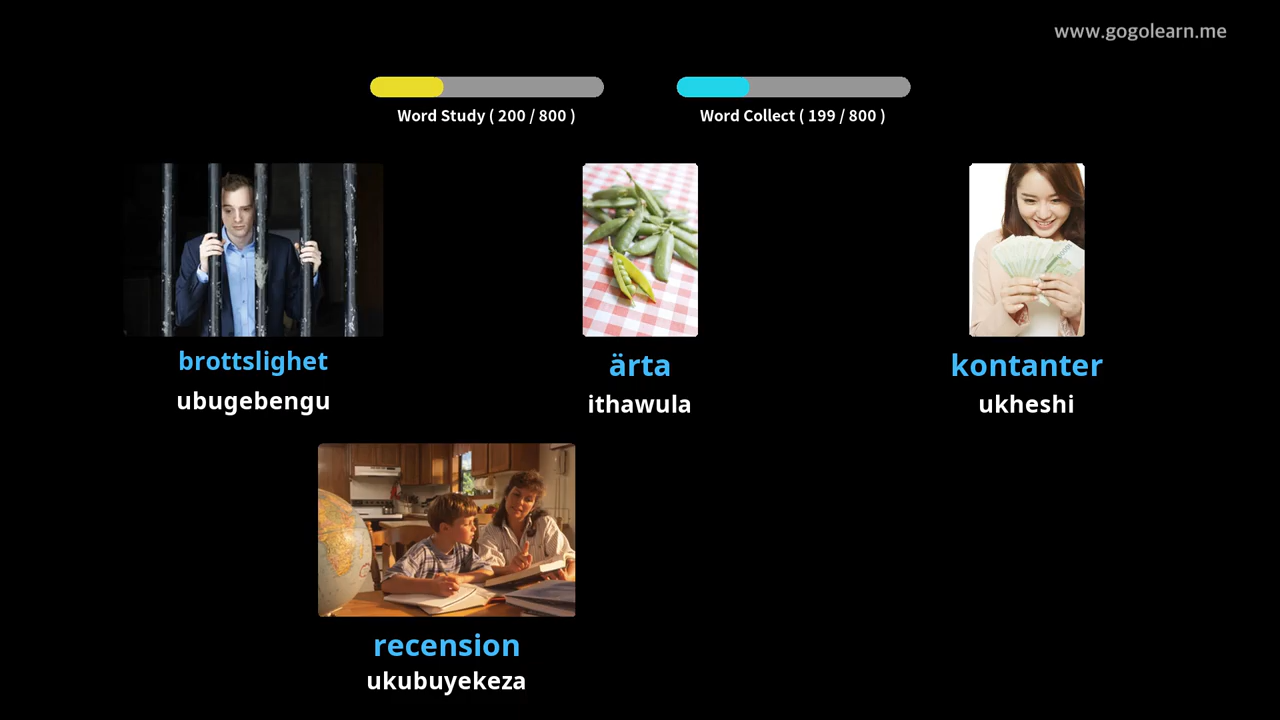 www.gogolearn.me
Word Study ( 200 / 800 )
Word Collect ( 199 / 800 )
brottslighet
ubugebengu
ärta
ithawula
kontanter
ukheshi
recension
ukubuyekeza